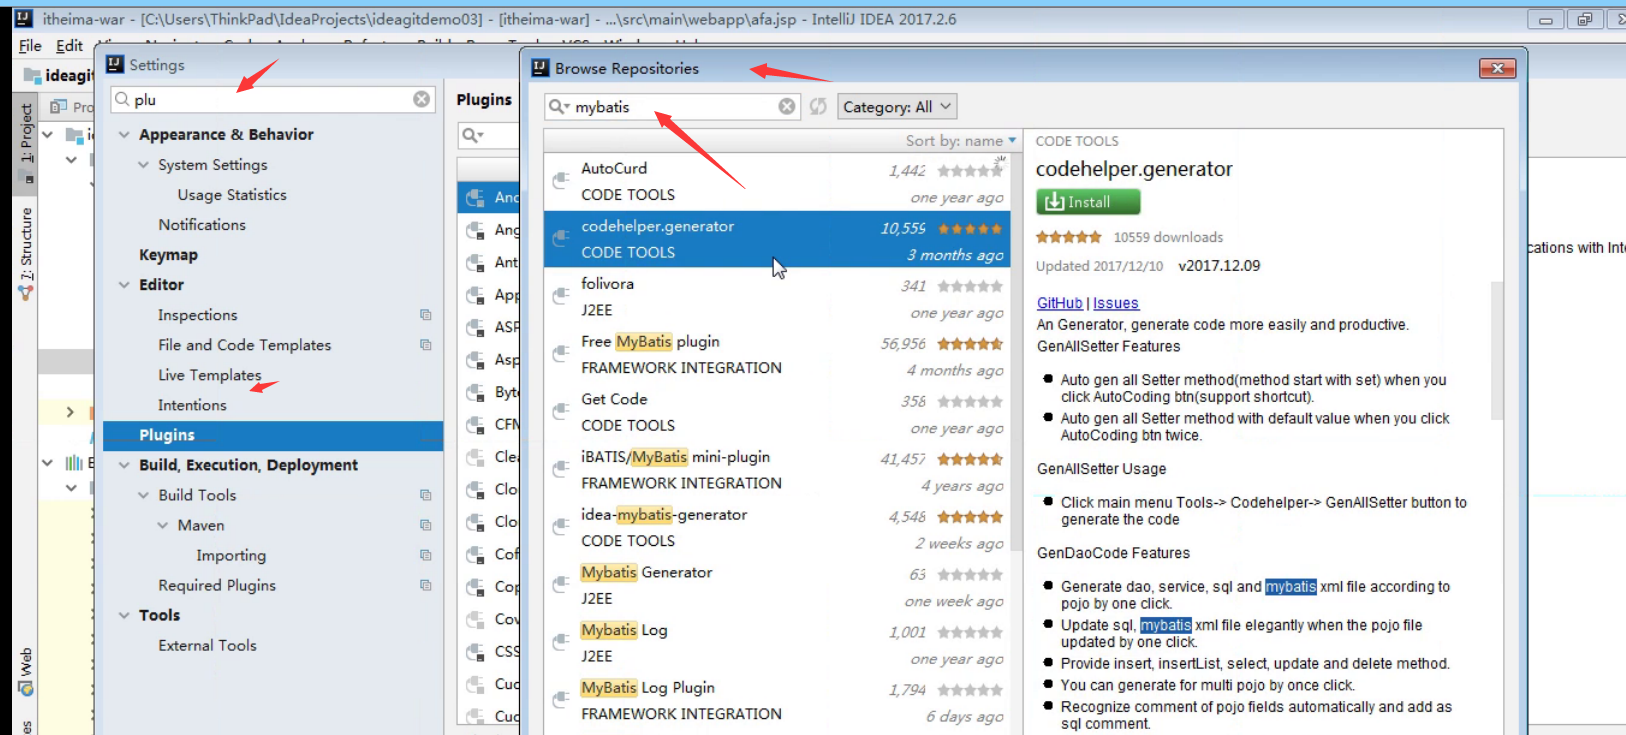 itheima-war - [C:\Users\ThinkPad\IdeaProjects\ideagitdemo03] - [itheima-war] - ...\src\main\webapp\afa.jsp - IntelliJ IDEA 2017.2.6
File Edit
ideagit
1: Project
7: Structure
Web
Settings
plu
Appearance & Behavior
System Settings
Usage Statistics
Notifications
Keymap
Editor
Inspections
File and Code Templates
Live Templates
Intentions
Plugins
Build, Execution, Deployment
Build Tools
Maven
Importing
Required Plugins
Tools
External Tools
Plugins
And
Ang
Ant
App
ASP
Asp
Byt
CFM
Clea
Clo
Clo
Cof
Cop
Cov
CSS
Cuc
Cuc
Browse Repositories
mybatis
Category: All
Sort by: name
AutoCurd 1,442
CODE TOOLS one year ago
codehelper.generator 10,559
CODE TOOLS 3 months ago
folivora 341
J2EE one year ago
Free MyBatis plugin 56,956
FRAMEWORK INTEGRATION 4 months ago
Get Code 358
CODE TOOLS one year ago
iBATIS/MyBatis mini-plugin 41,457
FRAMEWORK INTEGRATION 4 years ago
idea-mybatis-generator 4,548
CODE TOOLS 2 weeks ago
Mybatis Generator 63
J2EE one week ago
Mybatis Log 1,001
J2EE one year ago
MyBatis Log Plugin 1,794
FRAMEWORK INTEGRATION 6 days ago
CODE TOOLS
codehelper.generator
Install
10559 downloads
Updated 2017/12/10 v2017.12.09
GitHub | Issues
An Generator, generate code more easily and productive.
GenAllSetter Features
Auto gen all Setter method(method start with set) when you
click AutoCoding btn(support shortcut).
Auto gen all Setter method with default value when you click
AutoCoding btn twice.
GenAllSetter Usage
Click main menu Tools-> Codehelper-> GenAllSetter button to
generate the code
GenDaoCode Features
Generate dao, service, sql and mybatis xml file according to
pojo by one click.
Update sql, mybatis xml file elegantly when the pojo file
updated by one click.
Provide insert, insertList, select, update and delete method.
You can generate for multi pojo by once click.
Recognize comment of pojo fields automatically and add as
sql comment.
cations with Inte